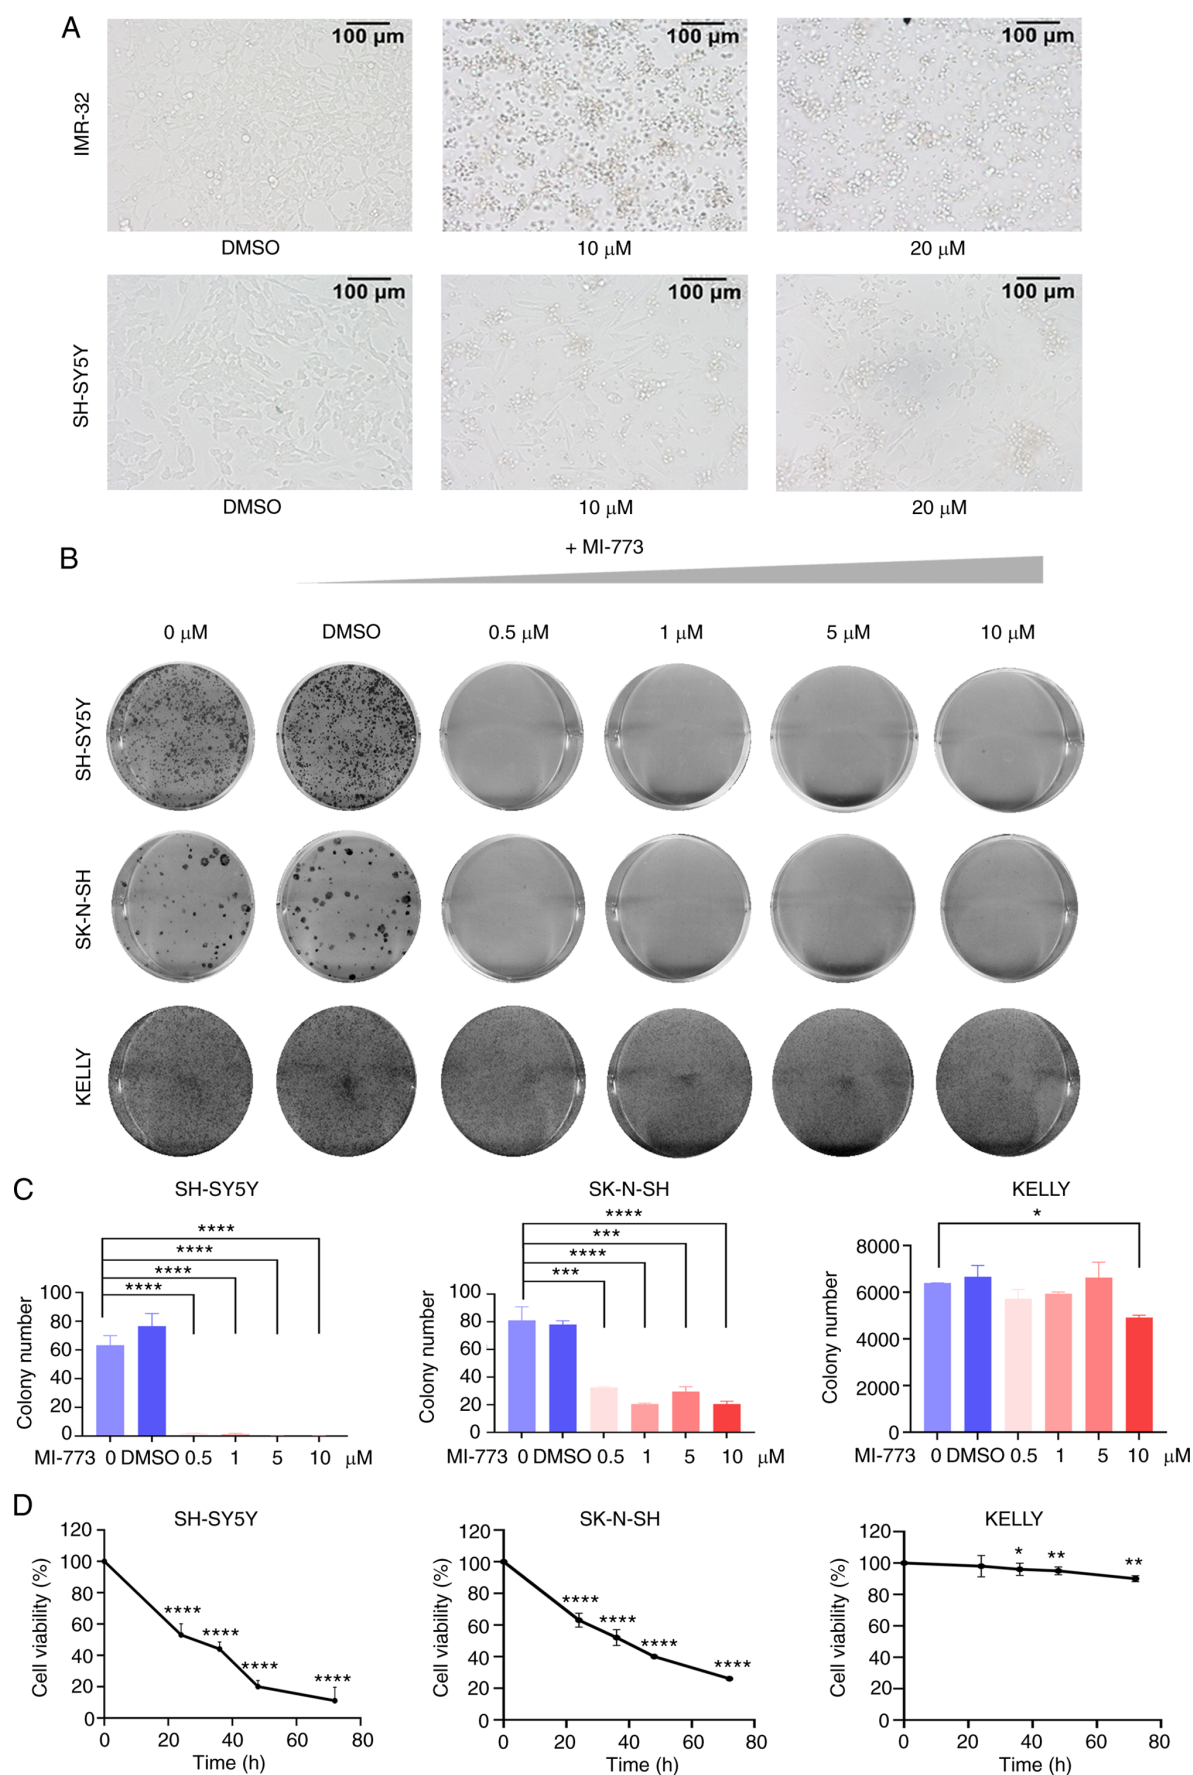 A
100 µm 100 µm 100 µm
IMR-32
DMSO 10 µM 20 µM
100 µm 100 µm 100 µm
SH-SY5Y
DMSO 10 µM 20 µM
B
+ MI-773
0 µM DMSO 0.5 µM 1 µM 5 µM 10 µM
SH-SY5Y
SK-N-SH
KELLY
C
SH-SY5Y
****
****
****
****
Colony number
100
80
60
40
20
0
MI-773 0 DMSO 0.5 1 5 10 µM
SK-N-SH
****
***
****
***
Colony number
100
80
60
40
20
0
MI-773 0 DMSO 0.5 1 5 10 µM
KELLY
*
Colony number
8000
6000
4000
2000
0
MI-773 0 DMSO 0.5 1 5 10 µM
D
SH-SY5Y
Cell viability (%)
120
100
80
60
40
20
0
**** **** **** ****
0 20 40 60 80
Time (h)
SK-N-SH
Cell viability (%)
120
100
80
60
40
20
0
**** **** **** ****
0 20 40 60 80
Time (h)
KELLY
Cell viability (%)
120
100
80
60
40
20
0
* ** **
0 20 40 60 80
Time (h)